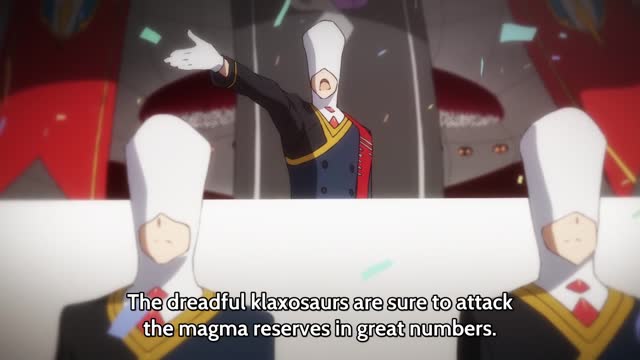 The dreadful klaxosaurs are sure to attack
the magma reserves in great numbers.